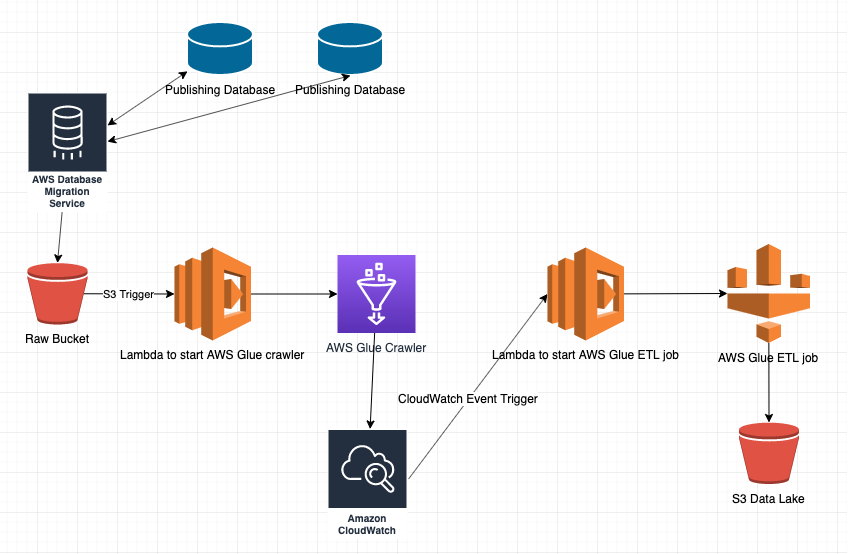 Publishing Database
Publishing Database
AWS Database
Migration
Service
S3 Trigger
Raw Bucket
Lambda to start AWS Glue crawler
AWS Glue Crawler
Lambda to start AWS Glue ETL job
AWS Glue ETL job
CloudWatch Event Trigger
S3 Data Lake
Amazon
CloudWatch